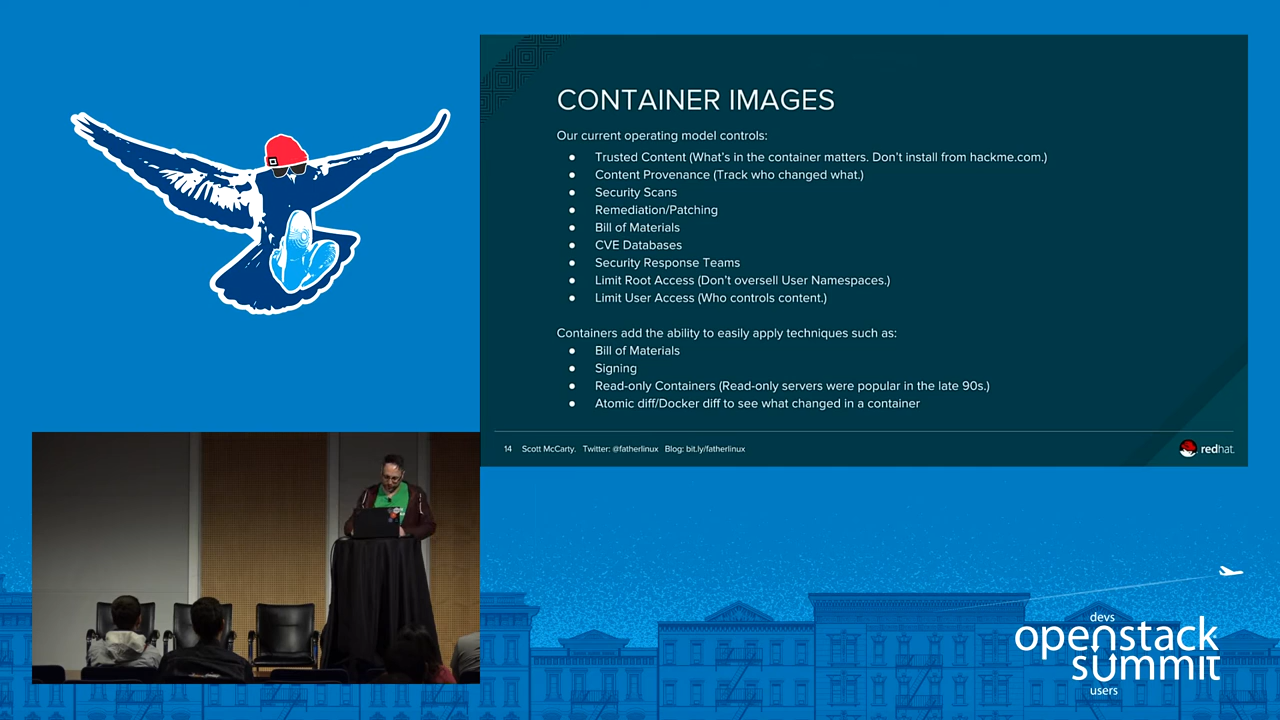 CONTAINER IMAGES
Our current operating model controls:
● Trusted Content (What's in the container matters. Don't install from hackme.com.)
● Content Provenance (Track who changed what.)
● Security Scans
● Remediation/Patching
● Bill of Materials
● CVE Databases
● Security Response Teams
● Limit Root Access (Don't oversell User Namespaces.)
● Limit User Access (Who controls content.)
Containers add the ability to easily apply techniques such as:
● Bill of Materials
● Signing
● Read-only Containers (Read-only servers were popular in the late 90s.)
● Atomic diff/Docker diff to see what changed in a container
14 Scott McCarty. Twitter: @fatherlinux Blog: bit.ly/fatherlinux
redhat.
devs
openstack
summit
users